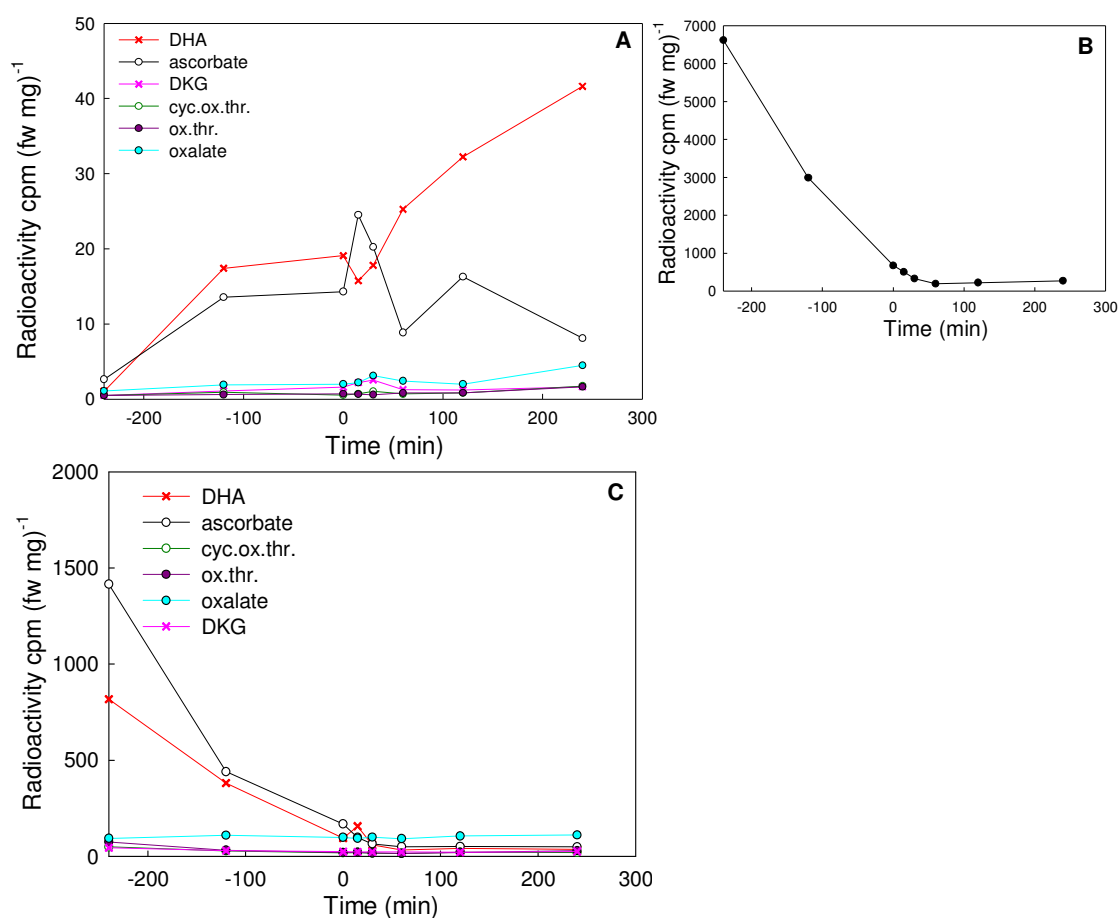 A
DHA
ascorbate
DKG
cyc.ox.thr.
ox.thr.
oxalate
Radioactivity cpm (fw mg)⁻¹
50
40
30
20
10
0
-200 -100 0 100 200 300
Time (min)
B
Radioactivity cpm (fw mg)⁻¹
7000
6000
5000
4000
3000
2000
1000
0
-200 -100 0 100 200 300
Time (min)
C
DHA
ascorbate
cyc.ox.thr.
ox.thr.
oxalate
DKG
Radioactivity cpm (fw mg)⁻¹
2000
1500
1000
500
0
-200 -100 0 100 200 300
Time (min)